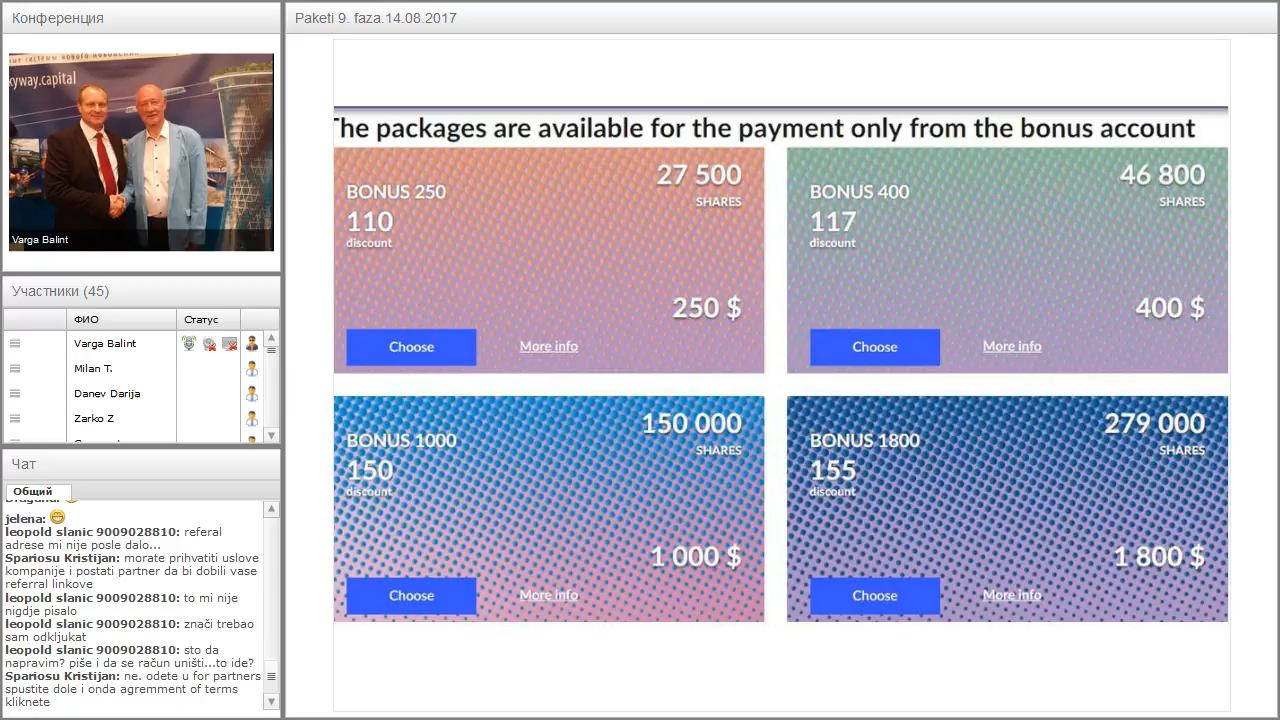 Конференция
kyway.capital
Varga Balint
Участники (45)
ФИО
Статус
Varga Balint
Milan T.
Danev Darija
Zarko Z
Чат
Общий
jelena:
leopold slanic 9009028810: referal
adrese mi nije posle dalo...
Spariosu Kristijan: morate prihvatiti uslove
kompanije i postati partner da bi dobili vase
referral linkove
leopold slanic 9009028810: to mi nije
nigdje pisalo
leopold slanic 9009028810: znači trebao
sam odkljukat
leopold slanic 9009028810: sto da
napravim? piše i da se račun uništi...to ide?
Spariosu Kristijan: ne. odete u for partners
spustite dole i onda agremment of terms
kliknete
Paketi 9. faza.14.08.2017
The packages are available for the payment only from the bonus account
BONUS 250
110
discount
27 500
SHARES
250 $
Choose
More info
BONUS 400
117
discount
46 800
SHARES
400 $
Choose
More info
BONUS 1000
150
discount
150 000
SHARES
1 000 $
Choose
More info
BONUS 1800
155
discount
279 000
SHARES
1 800 $
Choose
More info